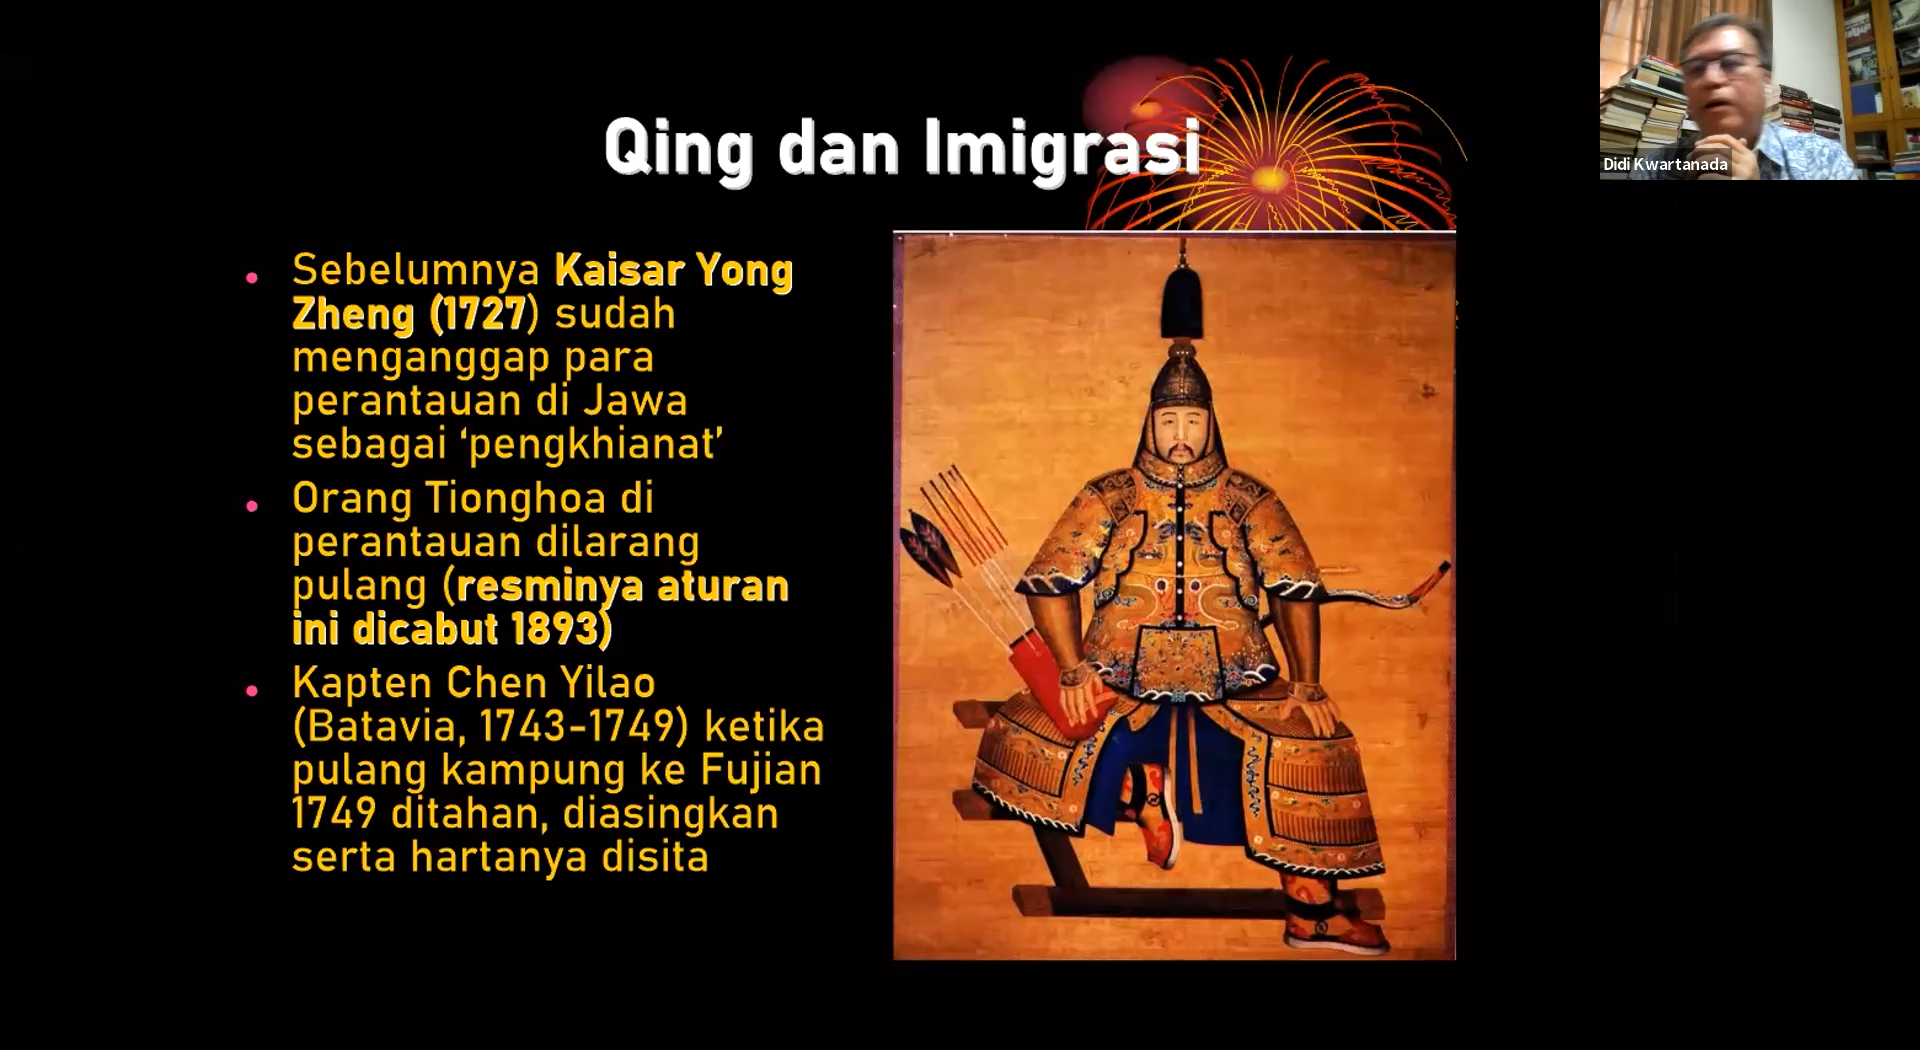 Qing dan Imigrasi
Didi Kwartanada
Sebelumnya Kaisar Yong
Zheng (1727) sudah
menganggap para
perantauan di Jawa
sebagai ‘pengkhianat’
Orang Tionghoa di
perantauan dilarang
pulang (resminya aturan
ini dicabut 1893)
Kapten Chen Yilao
(Batavia, 1743-1749) ketika
pulang kampung ke Fujian
1749 ditahan, diasingkan
serta hartanya disita